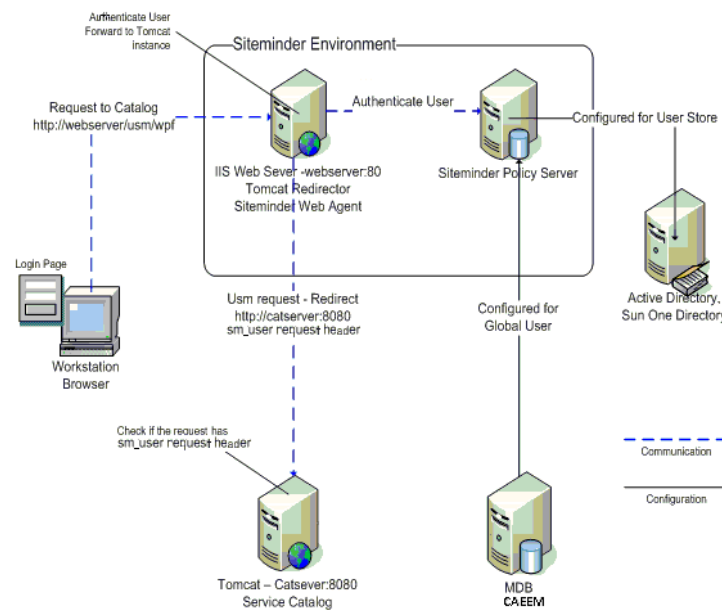 Authenticate User
Forward to Tomcat
instance
Siteminder Environment
Request to Catalog
http://webserver/usm/wpf
Authenticate User
Configured for User Store
IIS Web Sever -webserver:80
Tomcat Redirector
Siteminder Web Agent
Siteminder Policy Server
Login Page
Workstation
Browser
Usm request - Redirect
http://catserver:8080
sm_user request header
Configured for
Global User
Active Directory,
Sun One Directory
Check if the request has
sm_user request header
Communication
Configuration
Tomcat – Catsever:8080
Service Catalog
MDB
CAEEM